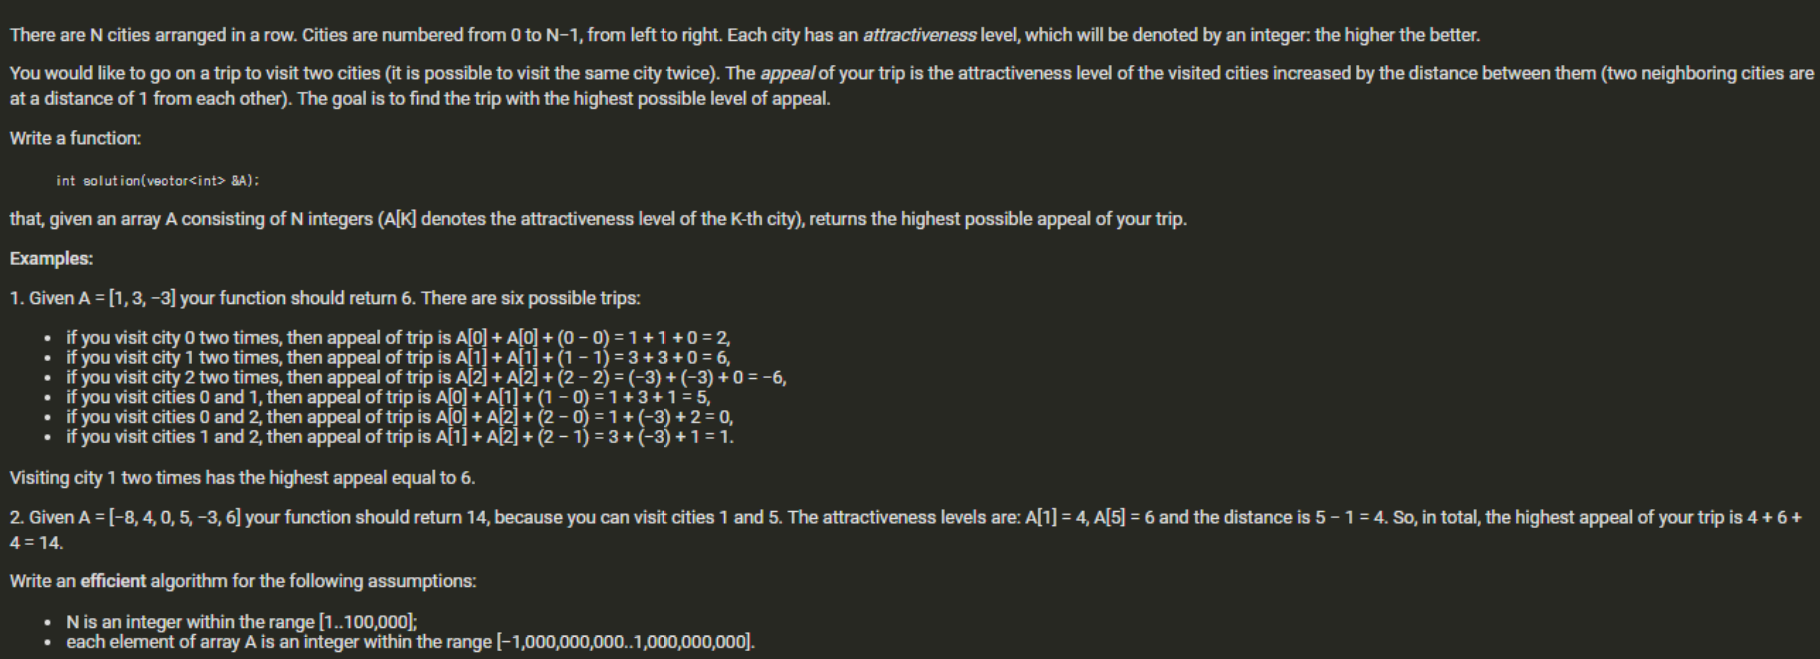 There are N cities arranged in a row. Cities are numbered from 0 to N−1, from left to right. Each city has an attractiveness level, which will be denoted by an integer: the higher the better.
You would like to go on a trip to visit two cities (it is possible to visit the same city twice). The appeal of your trip is the attractiveness level of the visited cities increased by the distance between them (two neighboring cities are
at a distance of 1 from each other). The goal is to find the trip with the highest possible level of appeal.
Write a function:
int solution(vector<int> &A);
that, given an array A consisting of N integers (A[K] denotes the attractiveness level of the K-th city), returns the highest possible appeal of your trip.
Examples:
1. Given A = [1, 3, −3] your function should return 6. There are six possible trips:
• if you visit city 0 two times, then appeal of trip is A[0] + A[0] + (0 − 0) = 1 + 1 + 0 = 2,
• if you visit city 1 two times, then appeal of trip is A[1] + A[1] + (1 − 1) = 3 + 3 + 0 = 6,
• if you visit city 2 two times, then appeal of trip is A[2] + A[2] + (2 − 2) = (−3) + (−3) + 0 = −6,
• if you visit cities 0 and 1, then appeal of trip is A[0] + A[1] + (1 − 0) = 1 + 3 + 1 = 5,
• if you visit cities 0 and 2, then appeal of trip is A[0] + A[2] + (2 − 0) = 1 + (−3) + 2 = 0,
• if you visit cities 1 and 2, then appeal of trip is A[1] + A[2] + (2 − 1) = 3 + (−3) + 1 = 1.
Visiting city 1 two times has the highest appeal equal to 6.
2. Given A = [−8, 4, 0, 5, −3, 6] your function should return 14, because you can visit cities 1 and 5. The attractiveness levels are: A[1] = 4, A[5] = 6 and the distance is 5 − 1 = 4. So, in total, the highest appeal of your trip is 4 + 6 +
4 = 14.
Write an efficient algorithm for the following assumptions:
• N is an integer within the range [1..100,000];
• each element of array A is an integer within the range [−1,000,000,000..1,000,000,000].